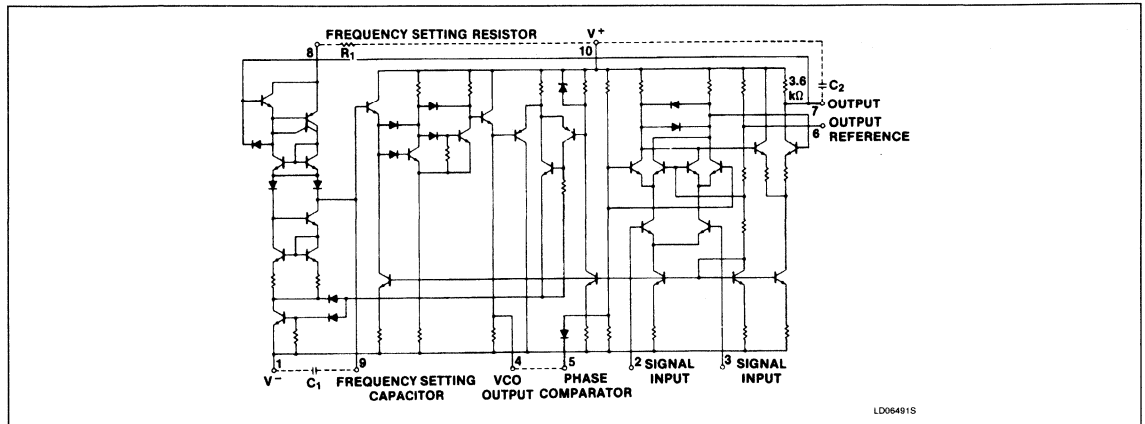 FREQUENCY SETTING RESISTOR
V+
8
R1
10
3.6
kΩ
C2
OUTPUT
7
OUTPUT
6
REFERENCE
1
9
4
5
2 SIGNAL
3 SIGNAL
V−
C1
FREQUENCY SETTING
VCO
PHASE
INPUT
INPUT
CAPACITOR
OUTPUT
COMPARATOR
LD06491S